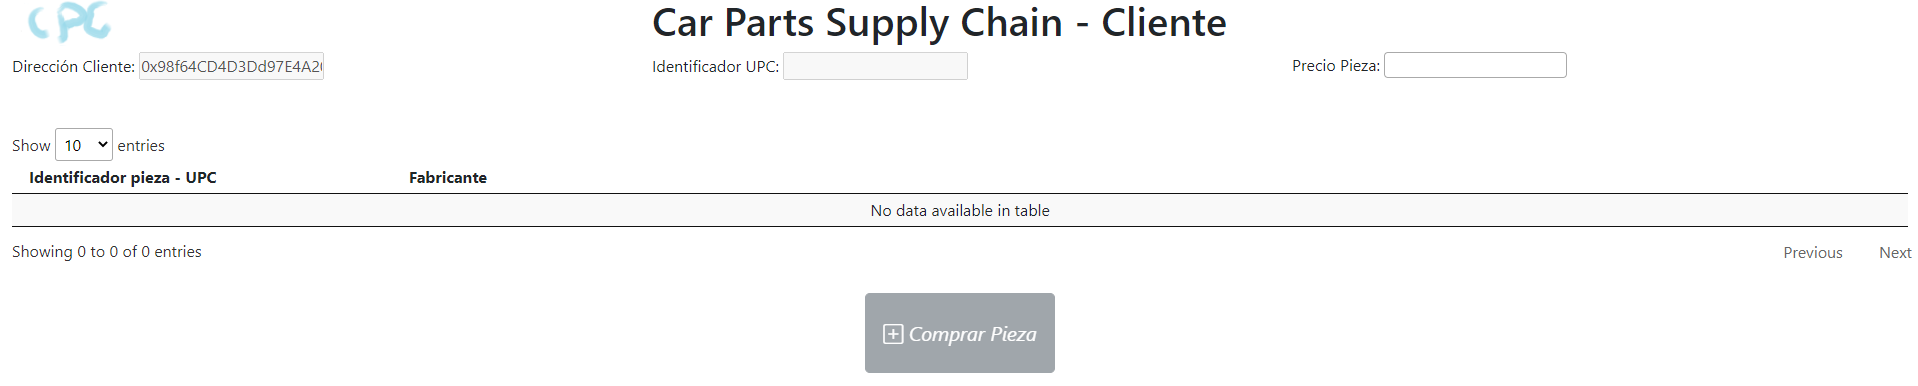 CPC
Car Parts Supply Chain - Cliente
Dirección Cliente: 0x98f64CD4D3Dd97E4A2
Identificador UPC:
Precio Pieza:
Show 10 entries
Identificador pieza - UPC Fabricante
No data available in table
Showing 0 to 0 of 0 entries
Previous Next
Comprar Pieza